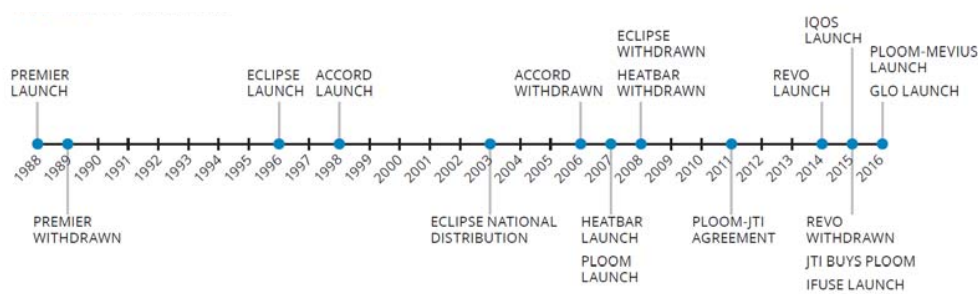 IQOS
LAUNCH
ECLIPSE
WITHDRAWN
PLOOM-MEVIUS
LAUNCH
PREMIER
LAUNCH
ECLIPSE
LAUNCH
ACCORD
LAUNCH
ACCORD
WITHDRAWN
HEATBAR
WITHDRAWN
REVO
LAUNCH
GLO LAUNCH
1988 1989 1990 1991 1992 1993 1994 1995 1996 1997 1998 1999 2000 2001 2002 2003 2004 2005 2006 2007 2008 2009 2010 2011 2012 2013 2014 2015 2016
PREMIER
WITHDRAWN
ECLIPSE NATIONAL
DISTRIBUTION
HEATBAR
LAUNCH
PLOOM
LAUNCH
PLOOM-JTI
AGREEMENT
REVO
WITHDRAWN
JTI BUYS PLOOM
IFUSE LAUNCH